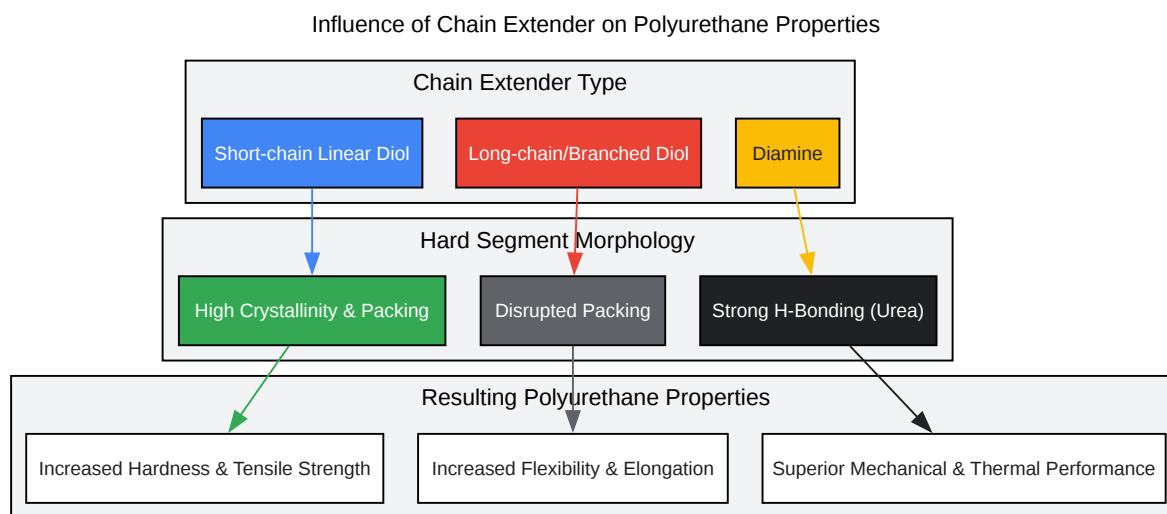 Influence of Chain Extender on Polyurethane Properties
Chain Extender Type
Short-chain Linear Diol
Long-chain/Branched Diol
Diamine
Hard Segment Morphology
High Crystallinity & Packing
Disrupted Packing
Strong H-Bonding (Urea)
Resulting Polyurethane Properties
Increased Hardness & Tensile Strength
Increased Flexibility & Elongation
Superior Mechanical & Thermal Performance